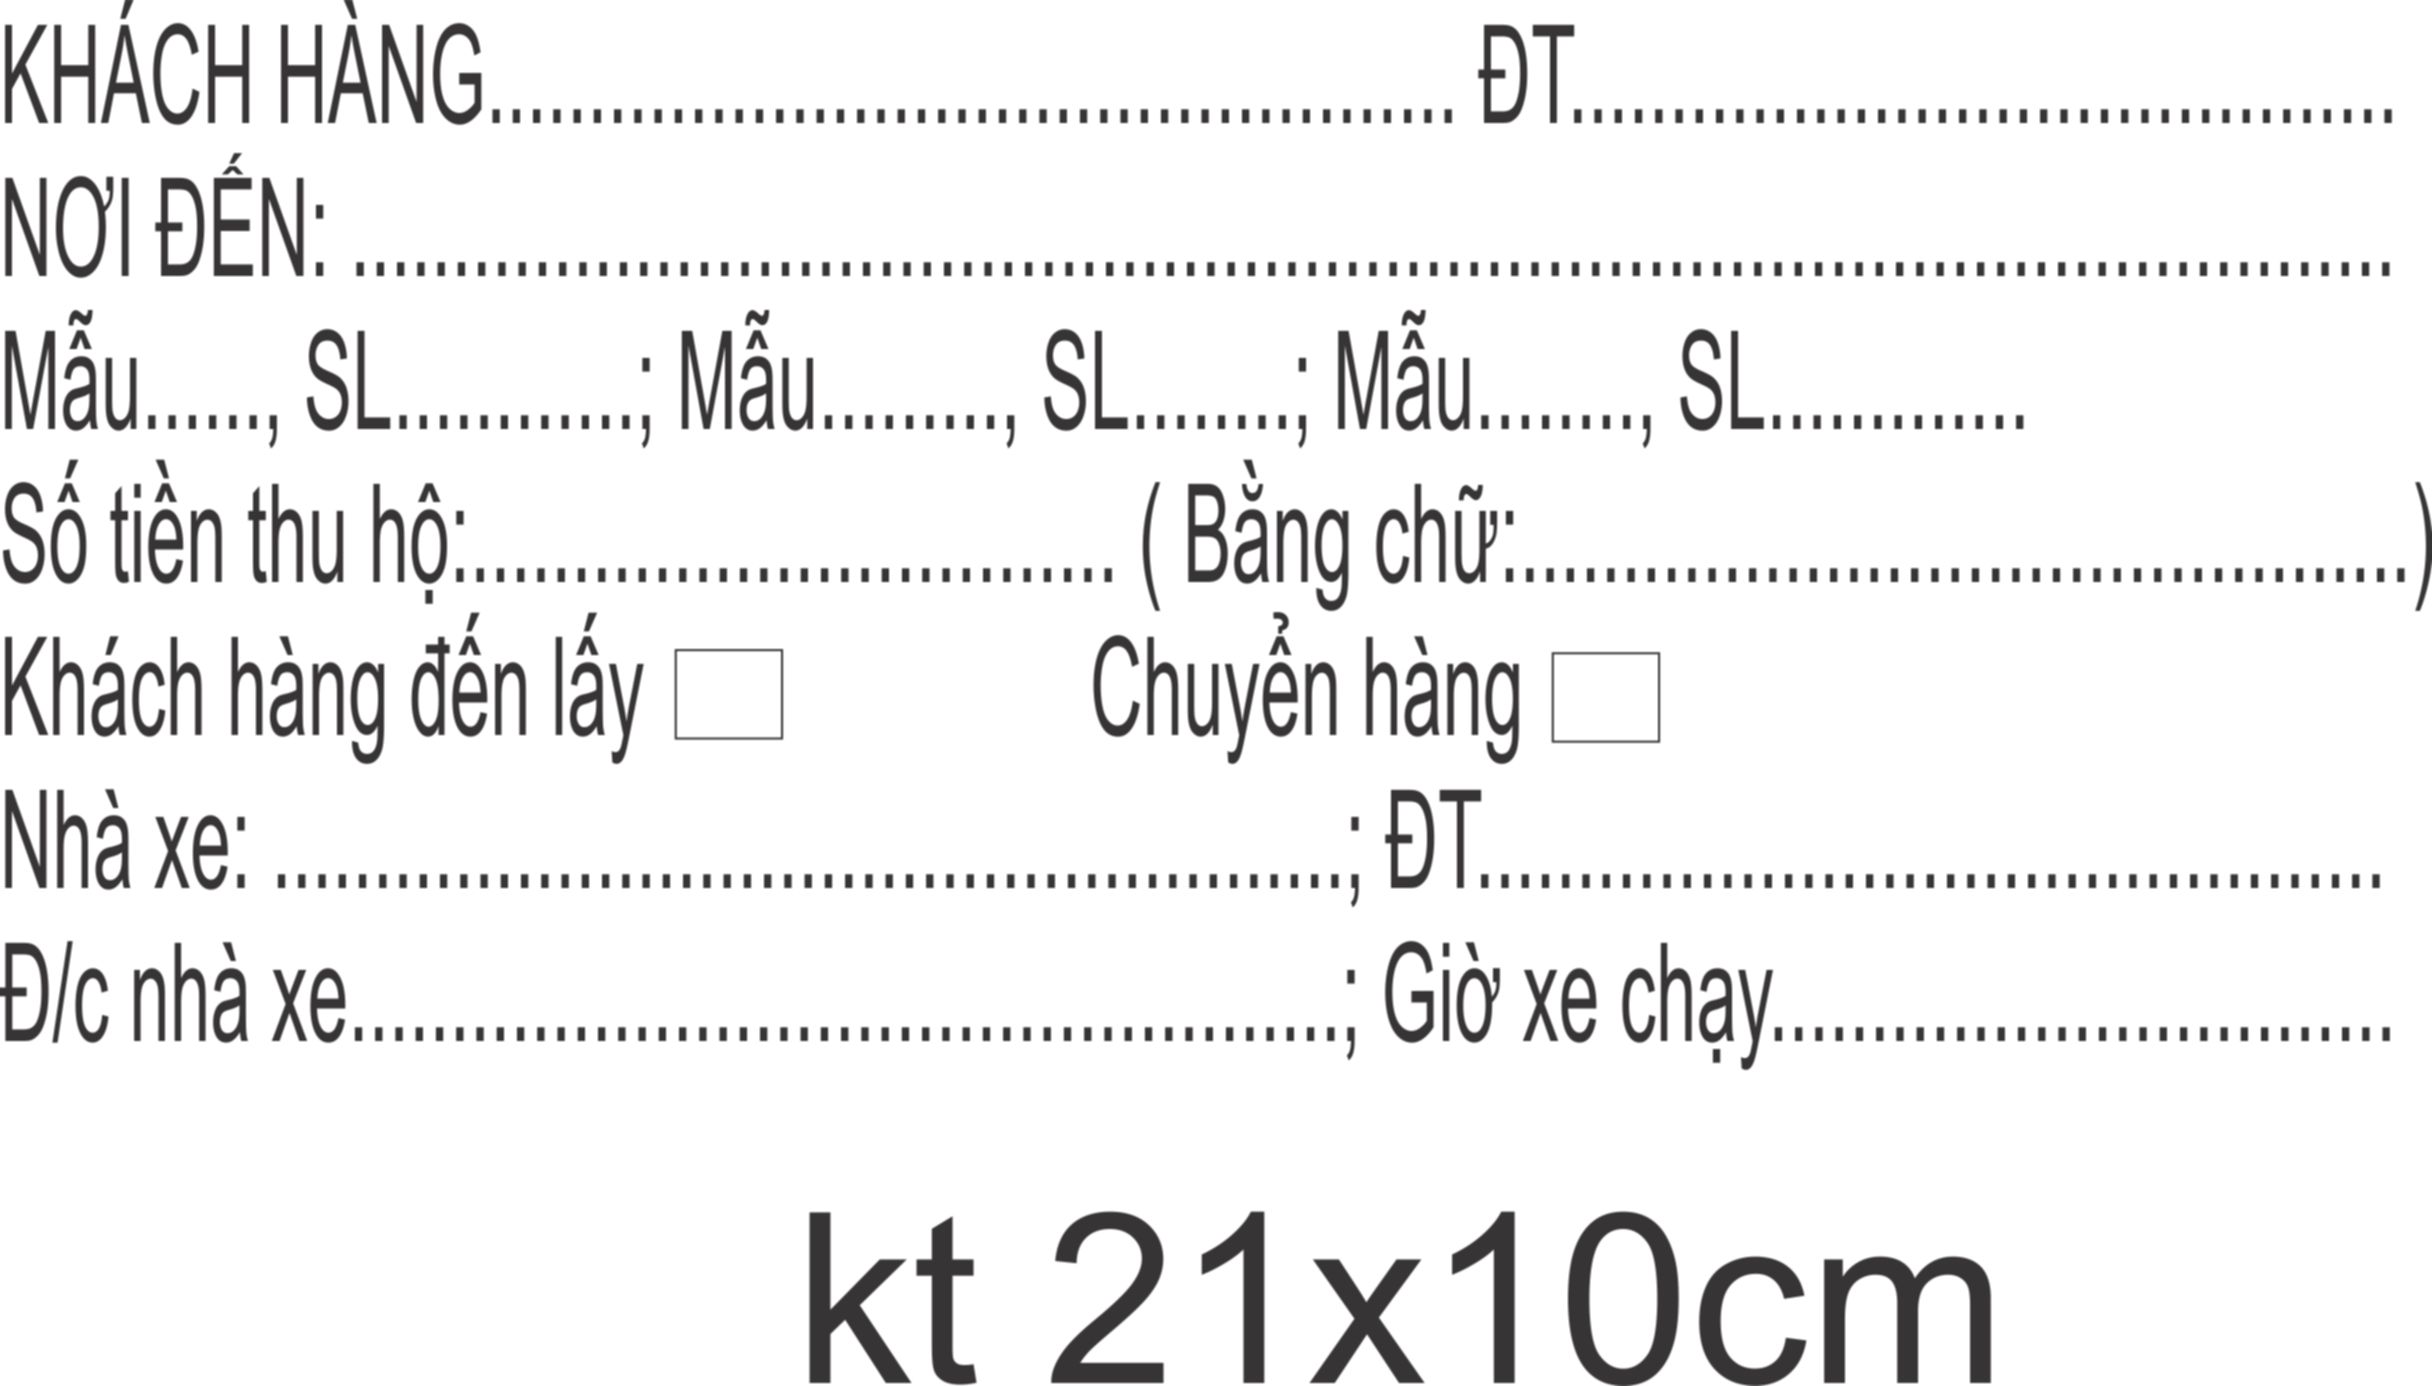 KHÁCH HÀNG................................................ ĐT.........................................
NƠI ĐẾN: .....................................................................................................
Mẫu......, SL............; Mẫu........., SL........; Mẫu........, SL.............
Số tiền thu hộ:................................. ( Bằng chữ:.............................................)
Khách hàng đến lấy □ Chuyển hàng □
Nhà xe: .....................................................; ĐT.............................................
Đ/c nhà xe.................................................; Giờ xe chạy...............................
kt 21x10cm